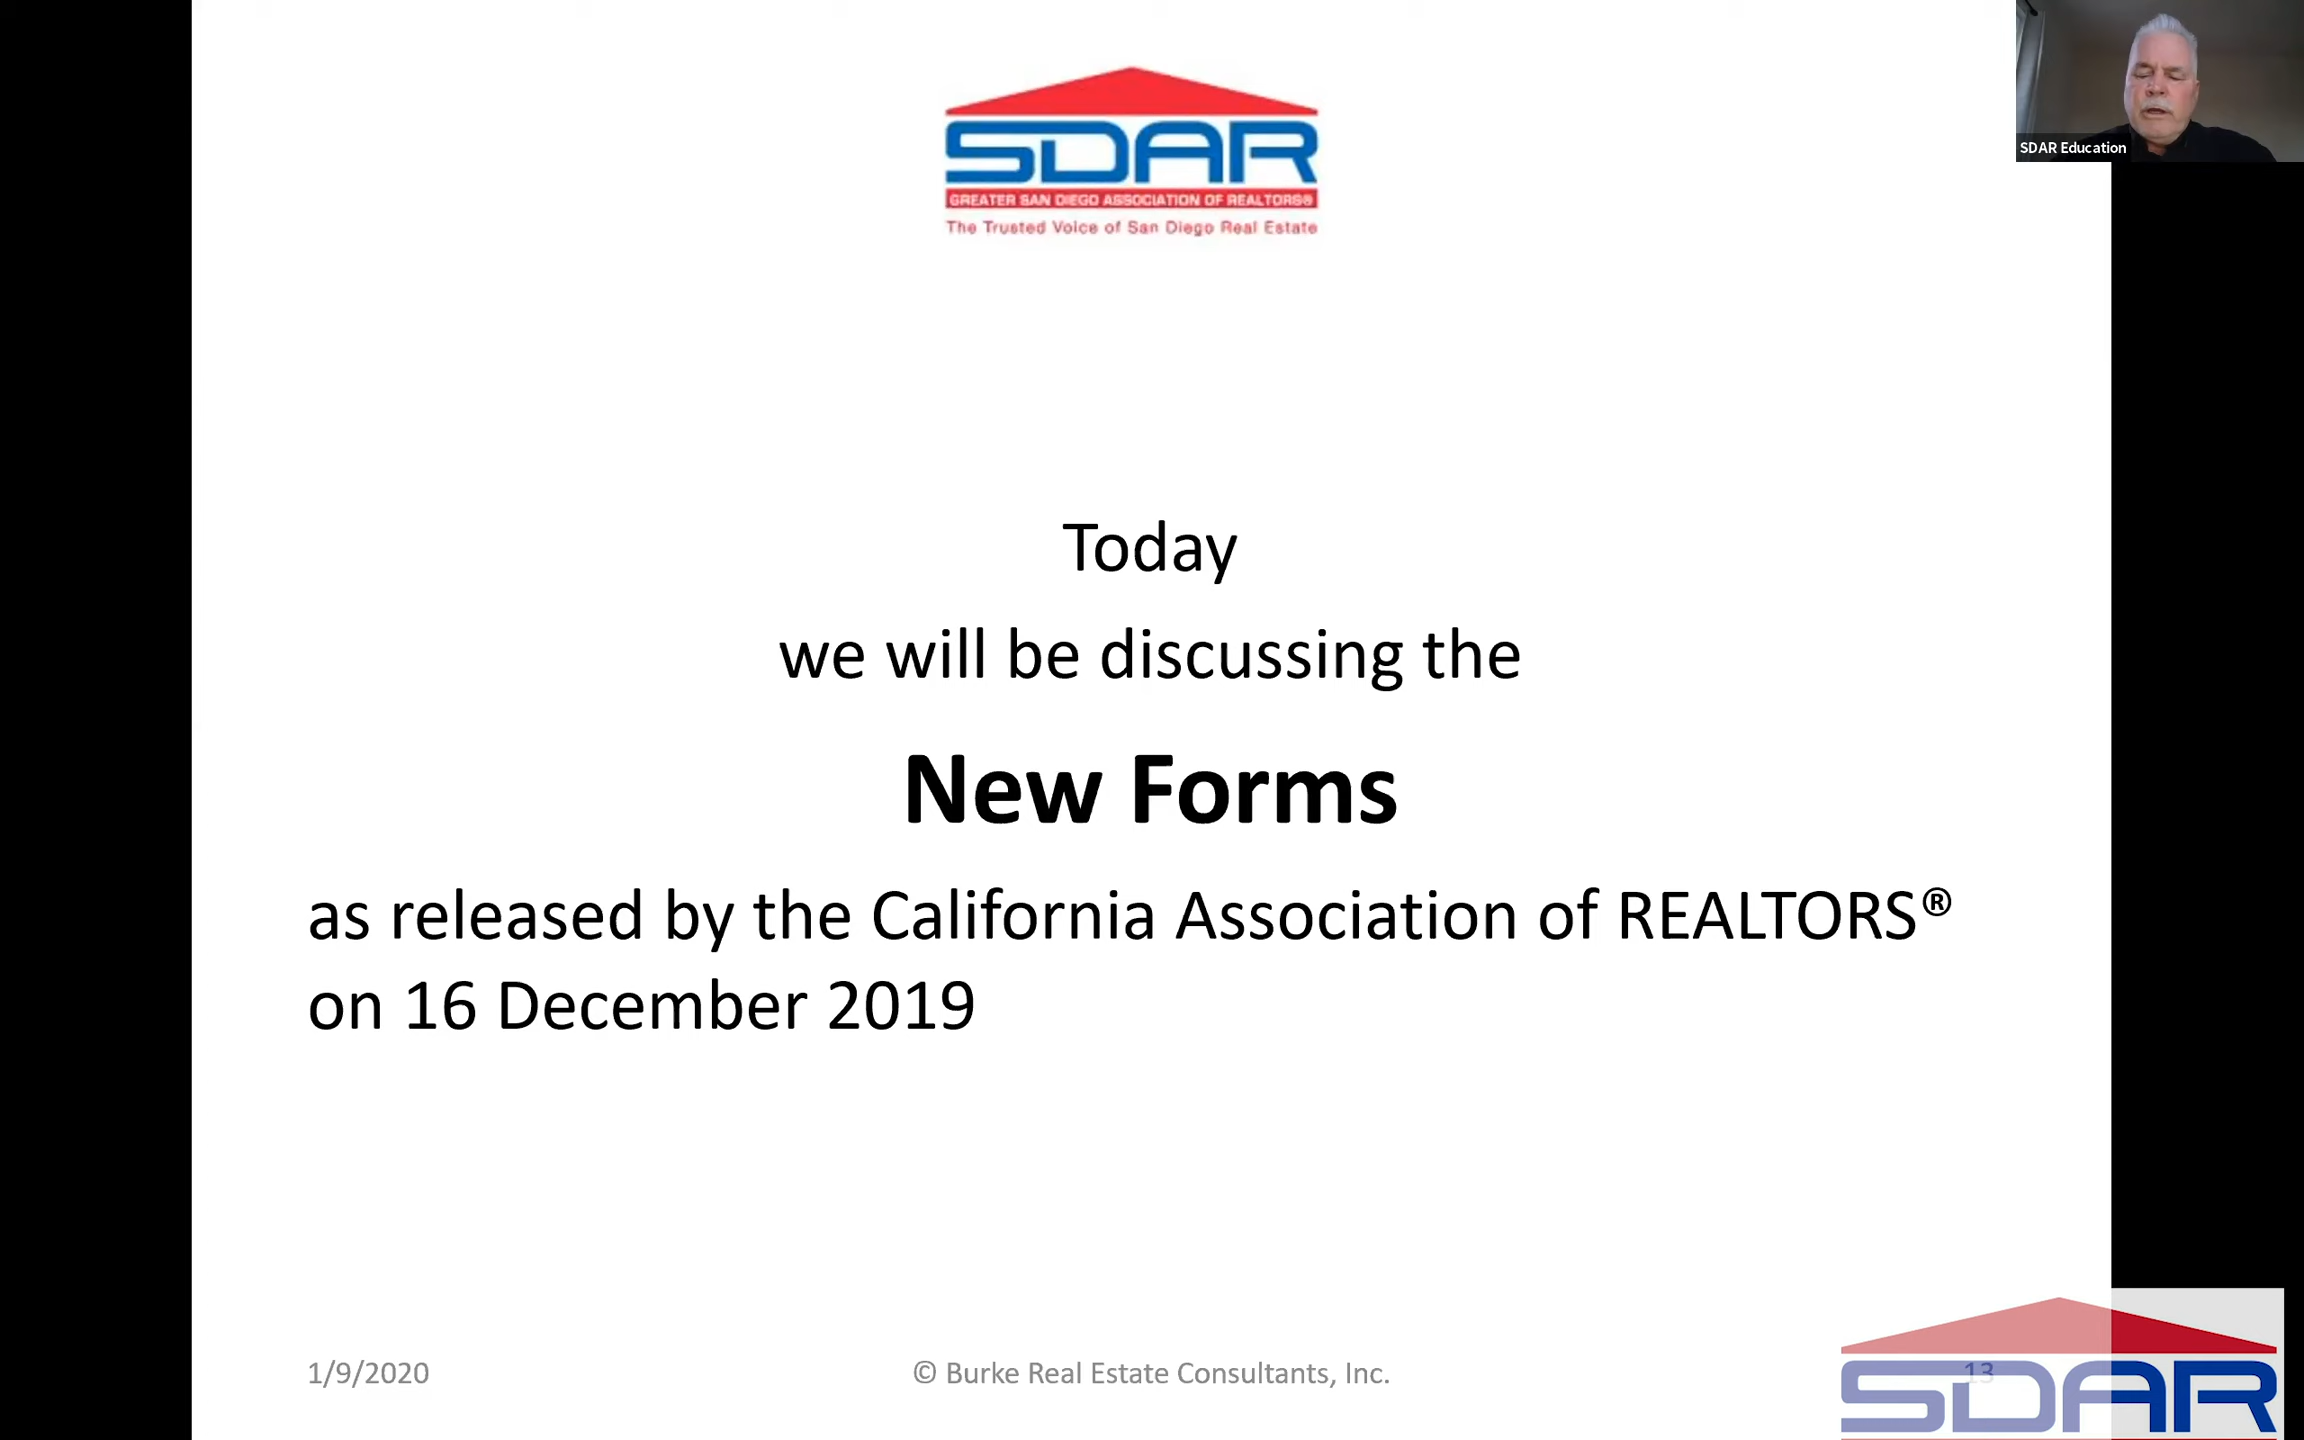 SDAR
GREATER SAN DIEGO ASSOCIATION OF REALTORS®
The Trusted Voice of San Diego Real Estate
SDAR Education
Today
we will be discussing the
New Forms
as released by the California Association of REALTORS®
on 16 December 2019
1/9/2020
© Burke Real Estate Consultants, Inc.
13
SDAR